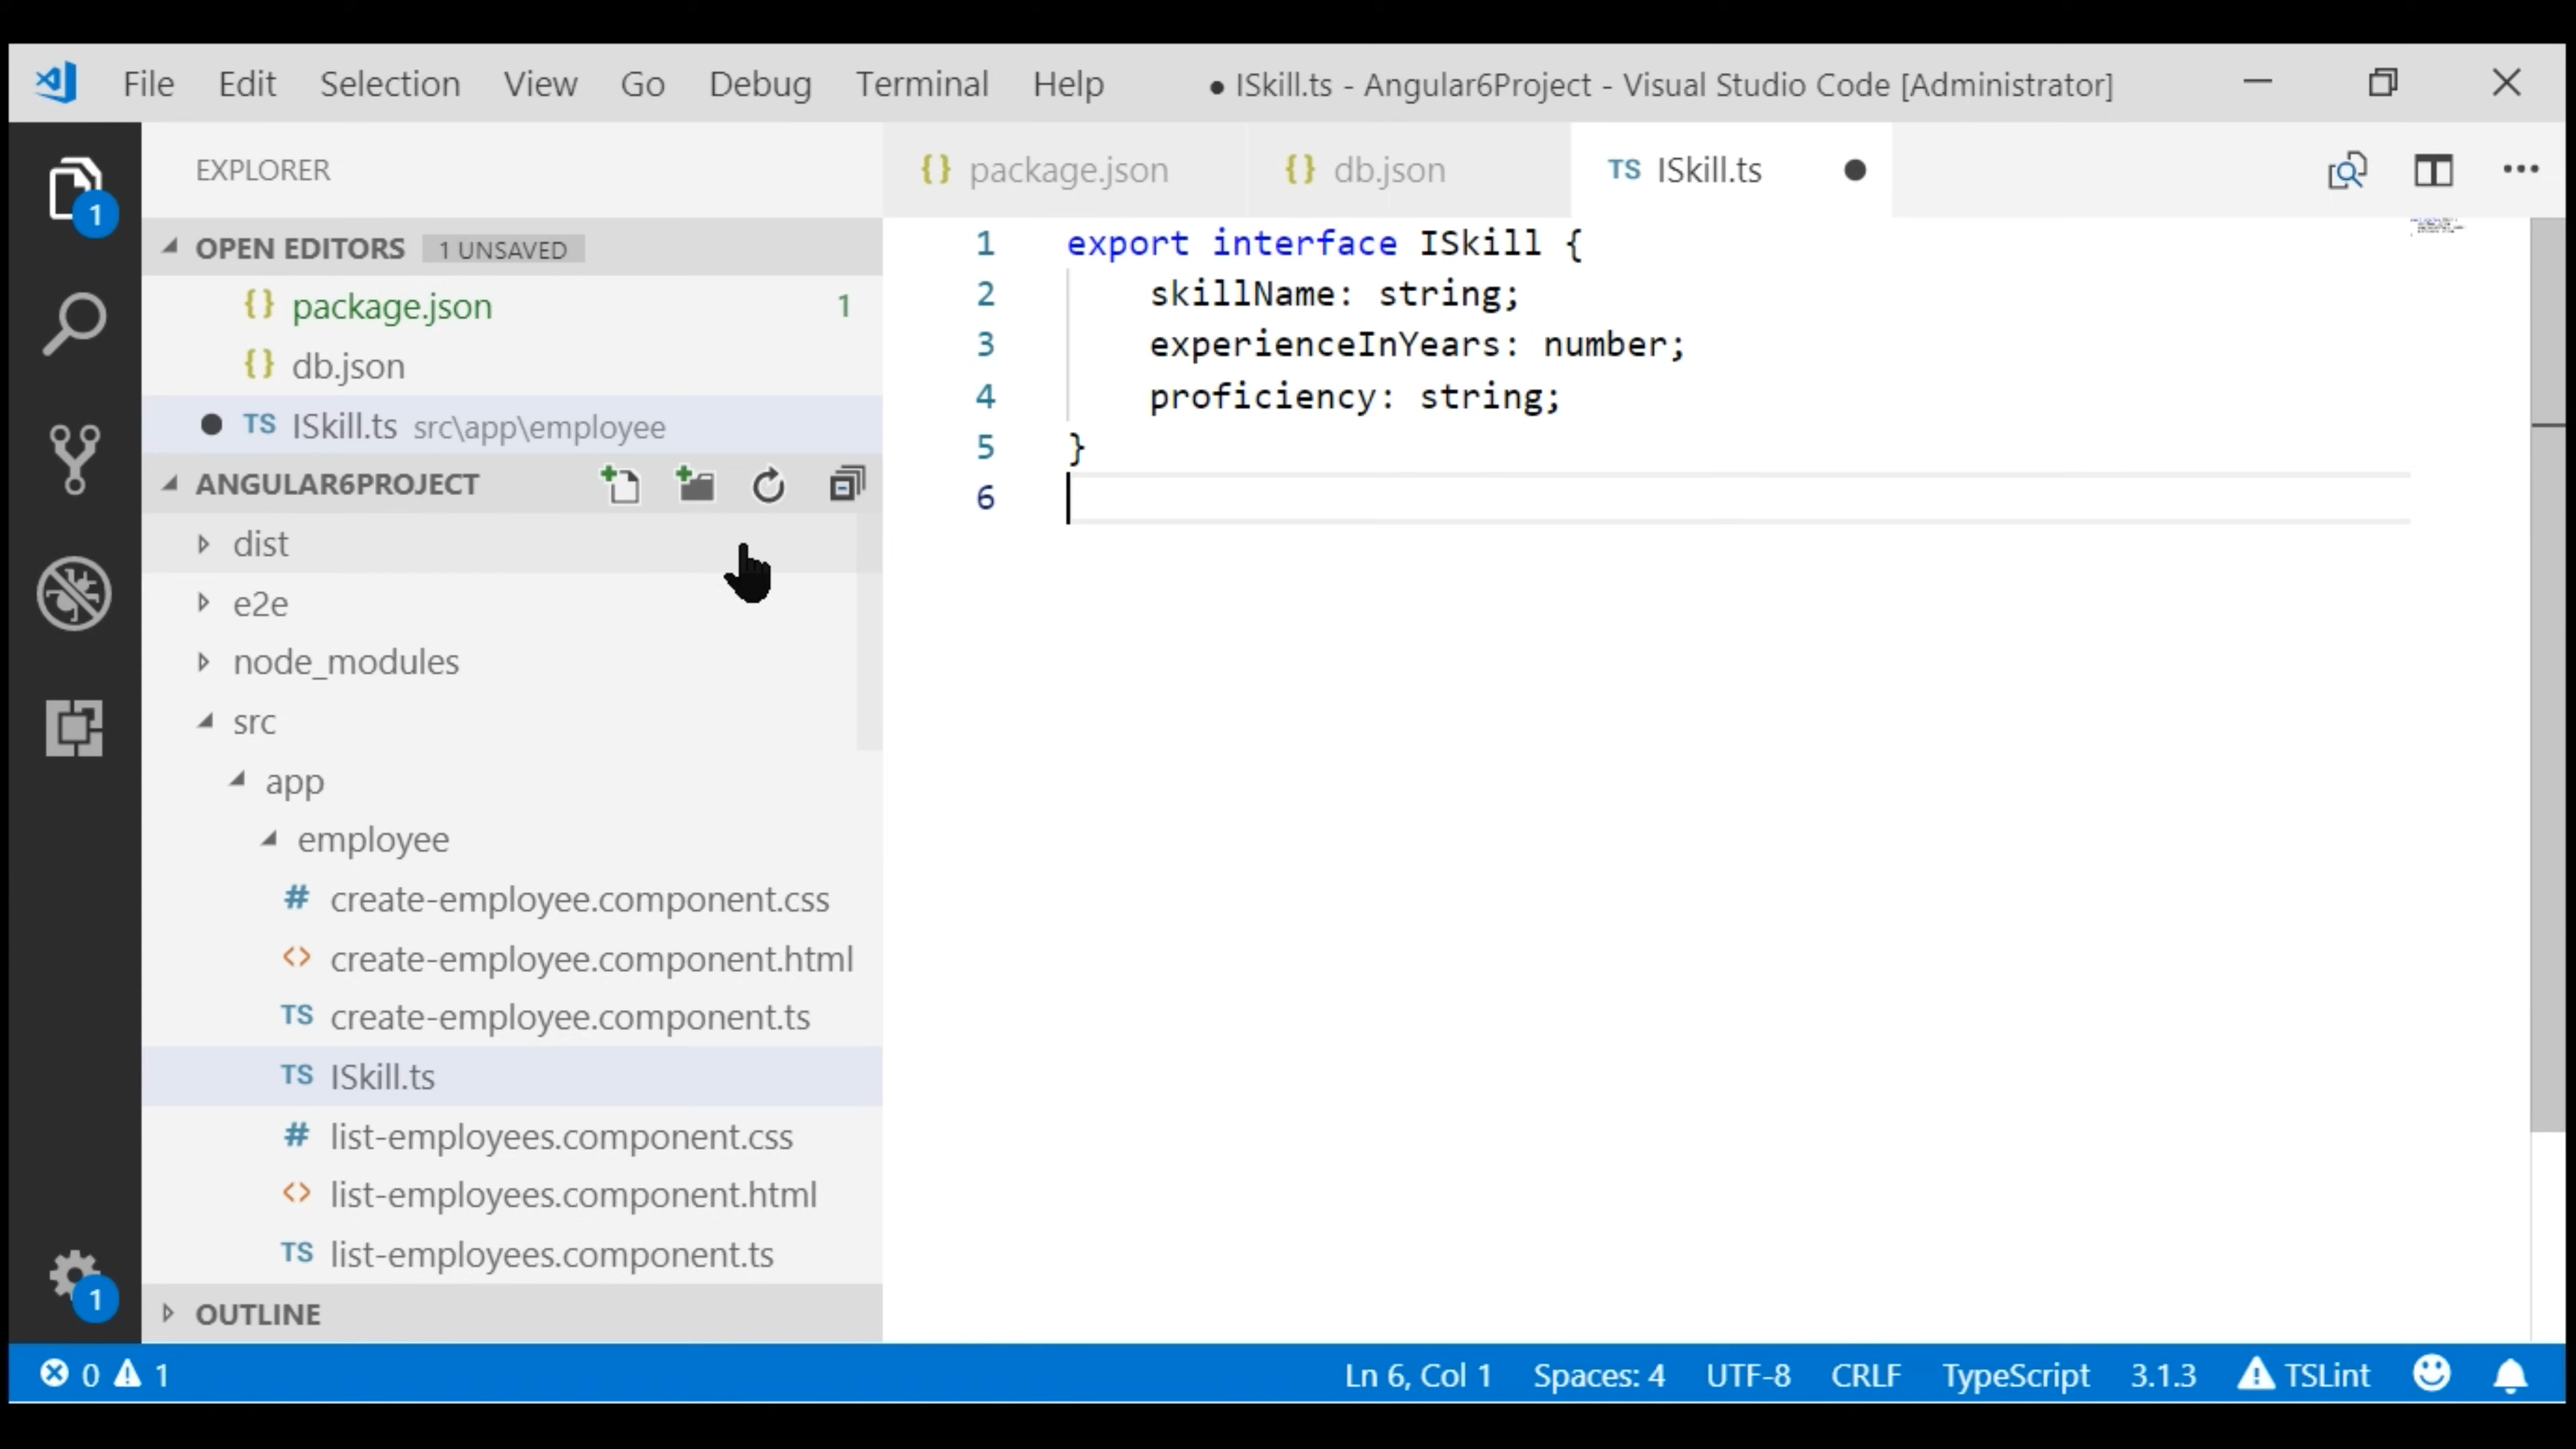 File Edit Selection View Go Debug Terminal Help ● ISkill.ts - Angular6Project - Visual Studio Code [Administrator]
EXPLORER
OPEN EDITORS 1 UNSAVED
{} package.json 1
{} db.json
● TS ISkill.ts src\app\employee
ANGULAR6PROJECT
dist
e2e
node_modules
src
app
employee
# create-employee.component.css
<> create-employee.component.html
TS create-employee.component.ts
TS ISkill.ts
# list-employees.component.css
<> list-employees.component.html
TS list-employees.component.ts
OUTLINE
1
1
{} package.json {} db.json TS ISkill.ts ●
1 export interface ISkill {
2 skillName: string;
3 experienceInYears: number;
4 proficiency: string;
5 }
6
0 1 Ln 6, Col 1 Spaces: 4 UTF-8 CRLF TypeScript 3.1.3 TSLint